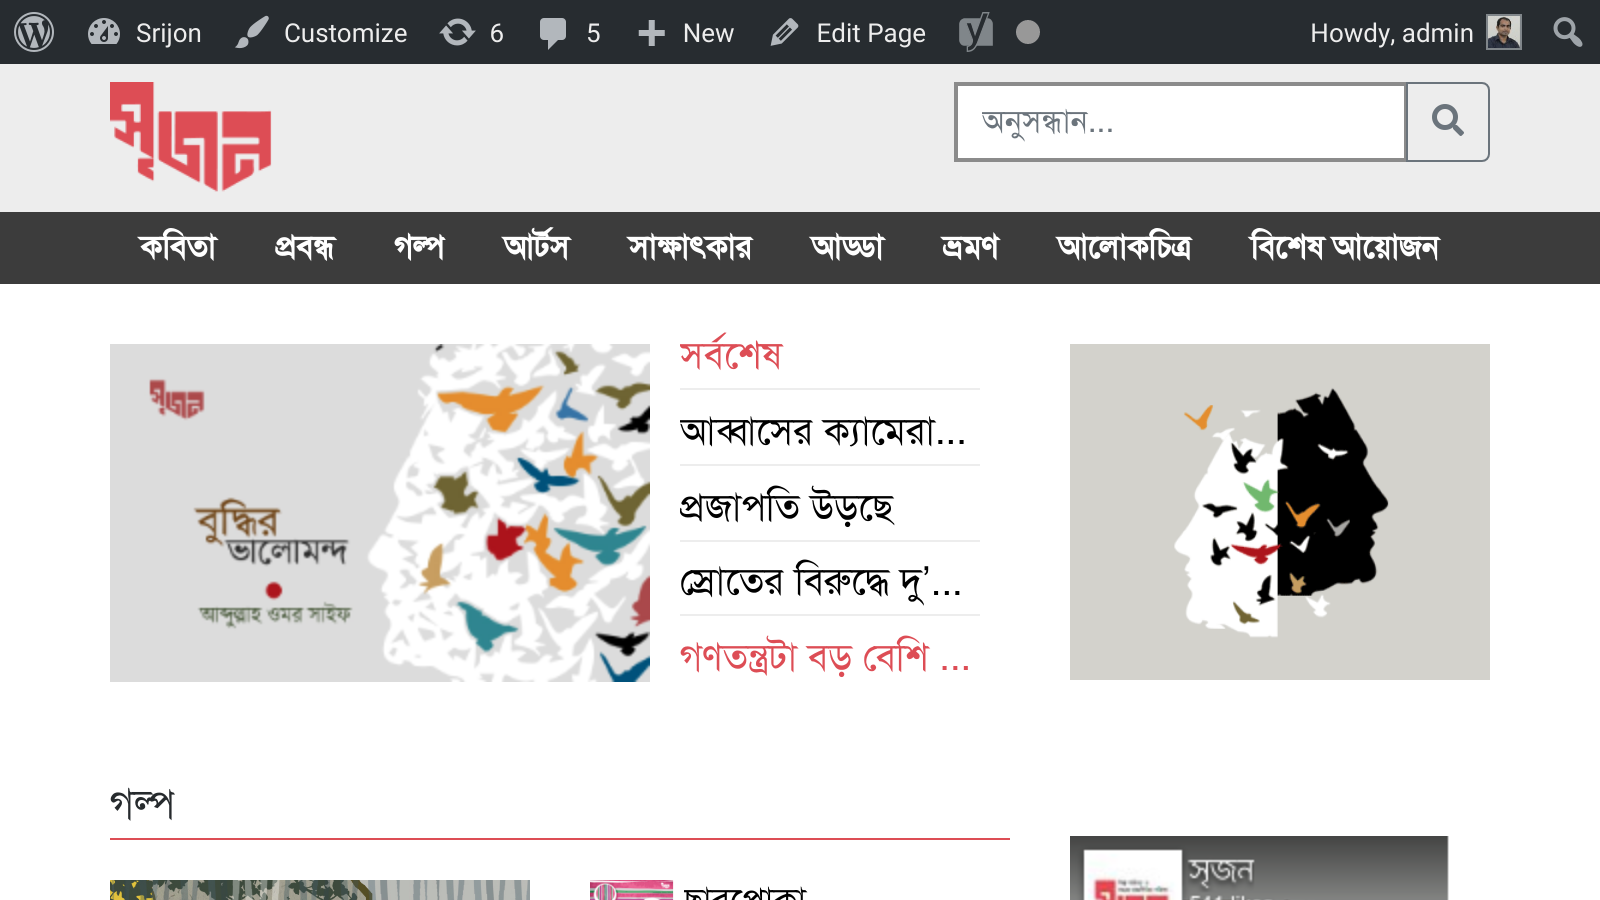 Srijon Customize 6 5 New Edit Page Howdy, admin
সৃজন
অনুসন্ধান...
কবিতা প্রবন্ধ গল্প আর্টস সাক্ষাৎকার আড্ডা ভ্রমণ আলোকচিত্র বিশেষ আয়োজন
সৃজন
বুদ্ধির
ভালোমন্দ
আব্দুল্লাহ ওমর সাইফ
সর্বশেষ
আব্বাসের ক্যামেরা...
প্রজাপতি উড়ছে
স্রোতের বিরুদ্ধে দু’...
গণতন্ত্রটা বড় বেশি ...
গল্প
ছারপোকা
সৃজন